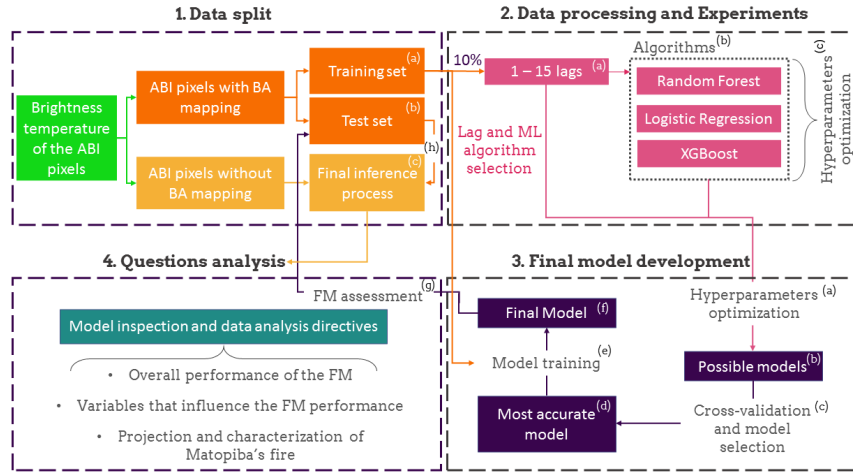 1. Data split
Brightness
temperature
of the ABI
pixels
ABI pixels with BA
mapping
ABI pixels without
BA mapping
Training set
(a)
Test set
(b)
(h)
Final inference
process
(c)
2. Data processing and Experiments
10%
1 – 15 lags
(a)
Lag and ML
algorithm
selection
Algorithms
(b)
Random Forest
Logistic Regression
XGBoost
(c)
Hyperparameters
optimization
4. Questions analysis
(g)
FM assessment
Model inspection and data analysis directives
• Overall performance of the FM
• Variables that influence the FM performance
• Projection and characterization of
Matopiba's fire
3. Final model development
Hyperparameters
optimization
(a)
Possible models
(b)
Cross-validation
and model
selection
(c)
Most accurate
model
(d)
Model training
(e)
Final Model
(f)